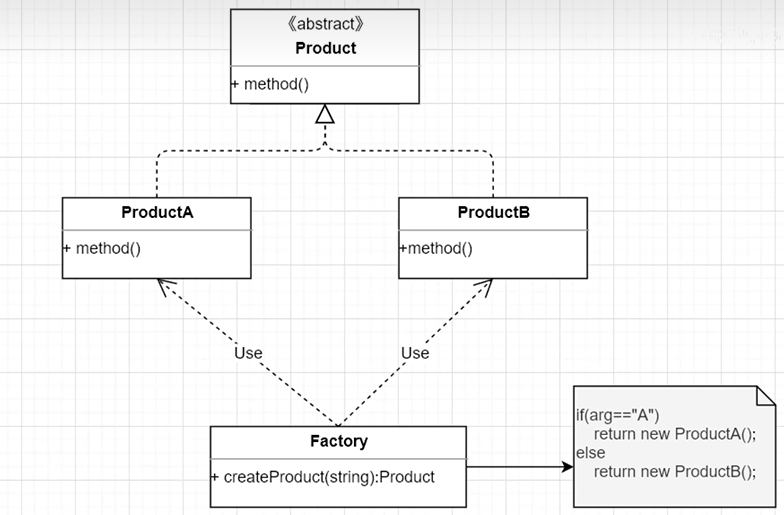 《abstract》
Product
+ method()
ProductA
+ method()
ProductB
+method()
Use
Use
Factory
+ createProduct(string):Product
if(arg=="A")
return new ProductA();
else
return new ProductB();